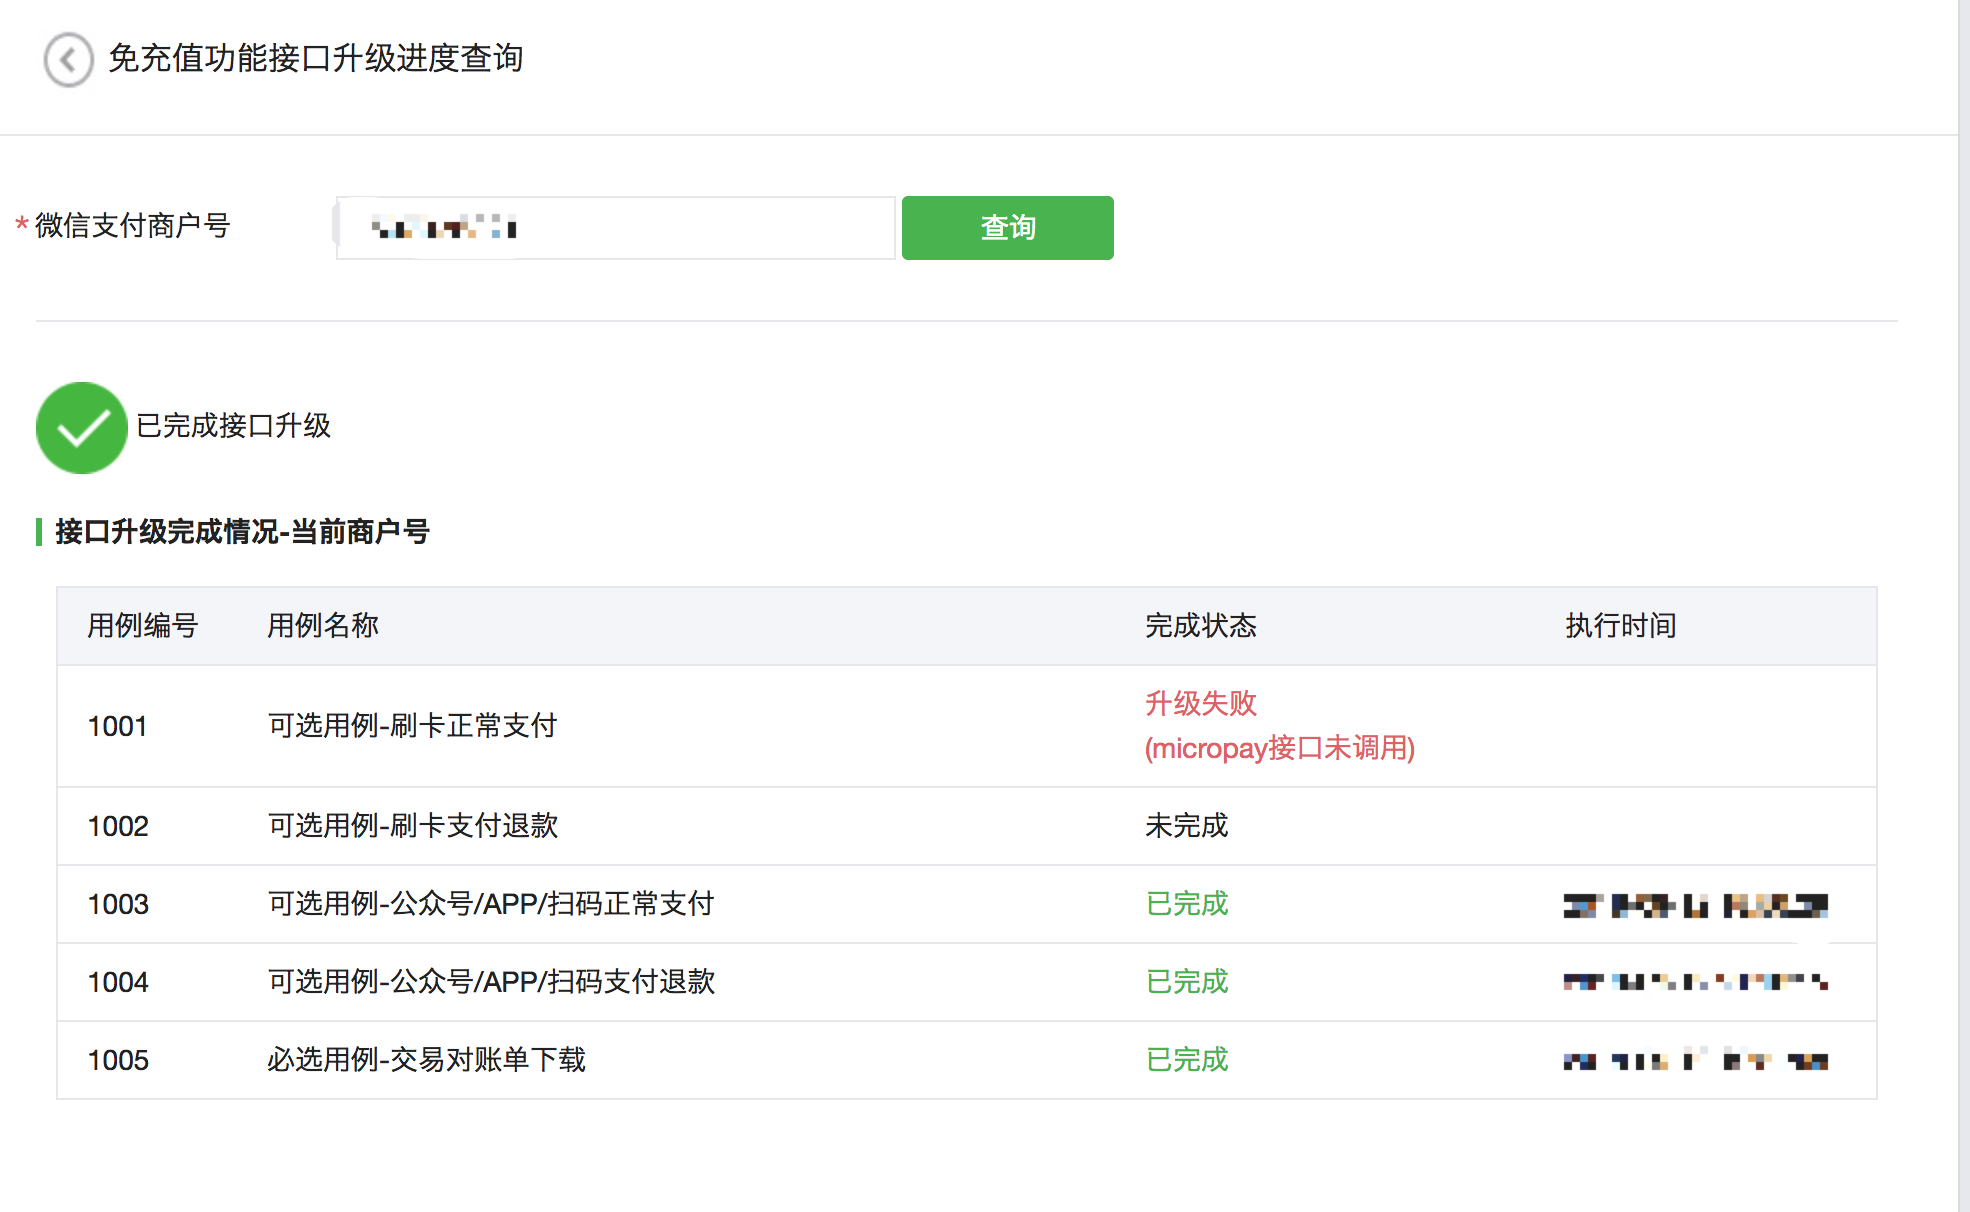 免充值功能接口升级进度查询
*微信支付商户号
查询
已完成接口升级
接口升级完成情况-当前商户号
用例编号 用例名称 完成状态 执行时间
1001 可选用例-刷卡正常支付 升级失败
(micropay接口未调用)
1002 可选用例-刷卡支付退款 未完成
1003 可选用例-公众号/APP/扫码正常支付 已完成
1004 可选用例-公众号/APP/扫码支付退款 已完成
1005 必选用例-交易对账单下载 已完成